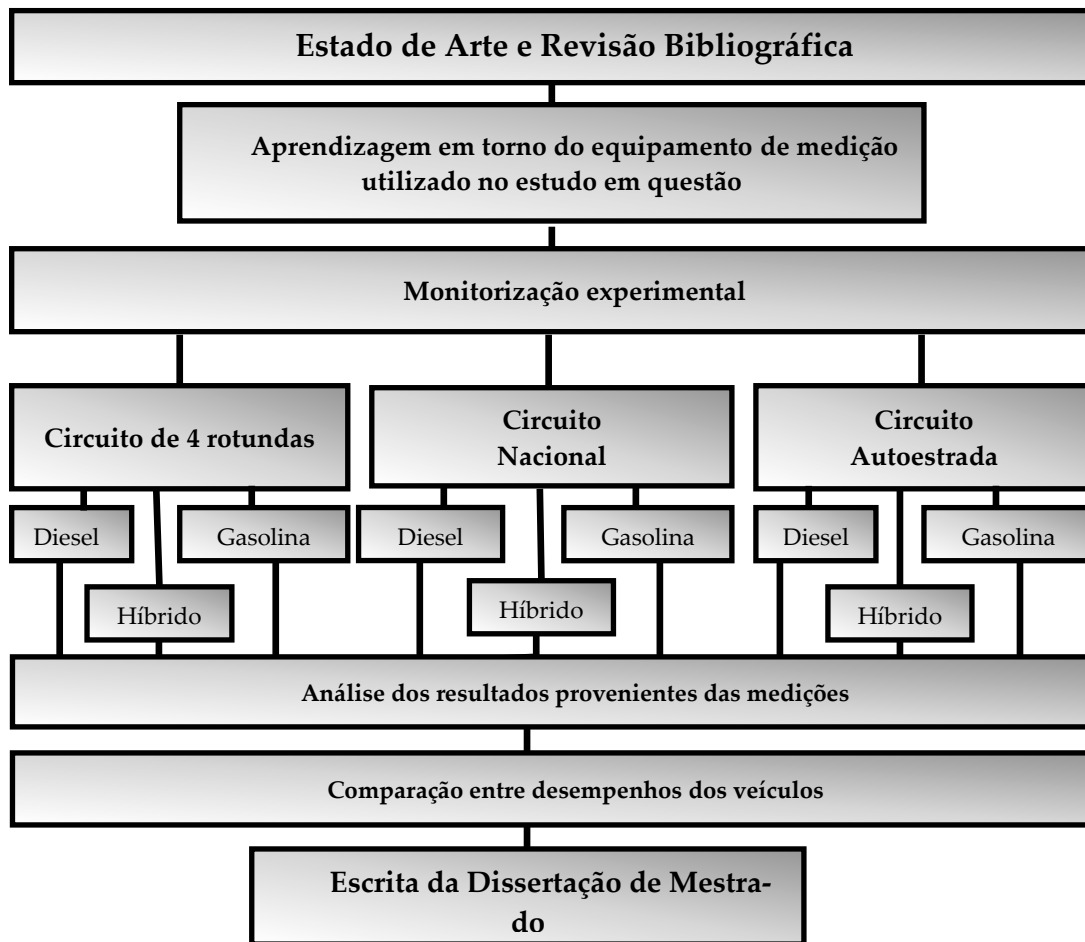 Estado de Arte e Revisão Bibliográfica
Aprendizagem em torno do equipamento de medição
utilizado no estudo em questão
Monitorização experimental
Circuito de 4 rotundas
Circuito
Nacional
Circuito
Autoestrada
Diesel
Gasolina
Diesel
Gasolina
Diesel
Gasolina
Híbrido
Híbrido
Híbrido
Análise dos resultados provenientes das medições
Comparação entre desempenhos dos veículos
Escrita da Dissertação de Mestra-
do